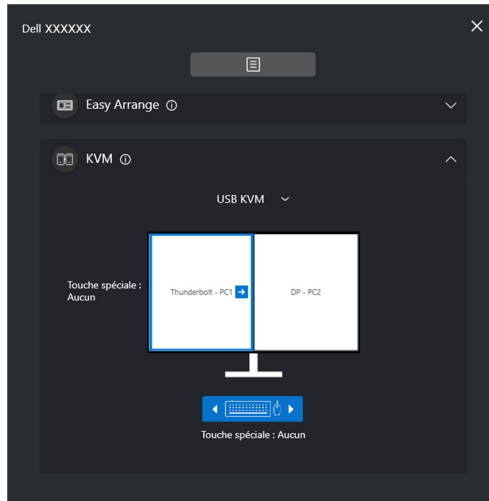 Dell XXXXXX
Easy Arrange
KVM
USB KVM
Touche spéciale :
Aucun
Thunderbolt - PC1
DP - PC2
Touche spéciale : Aucun